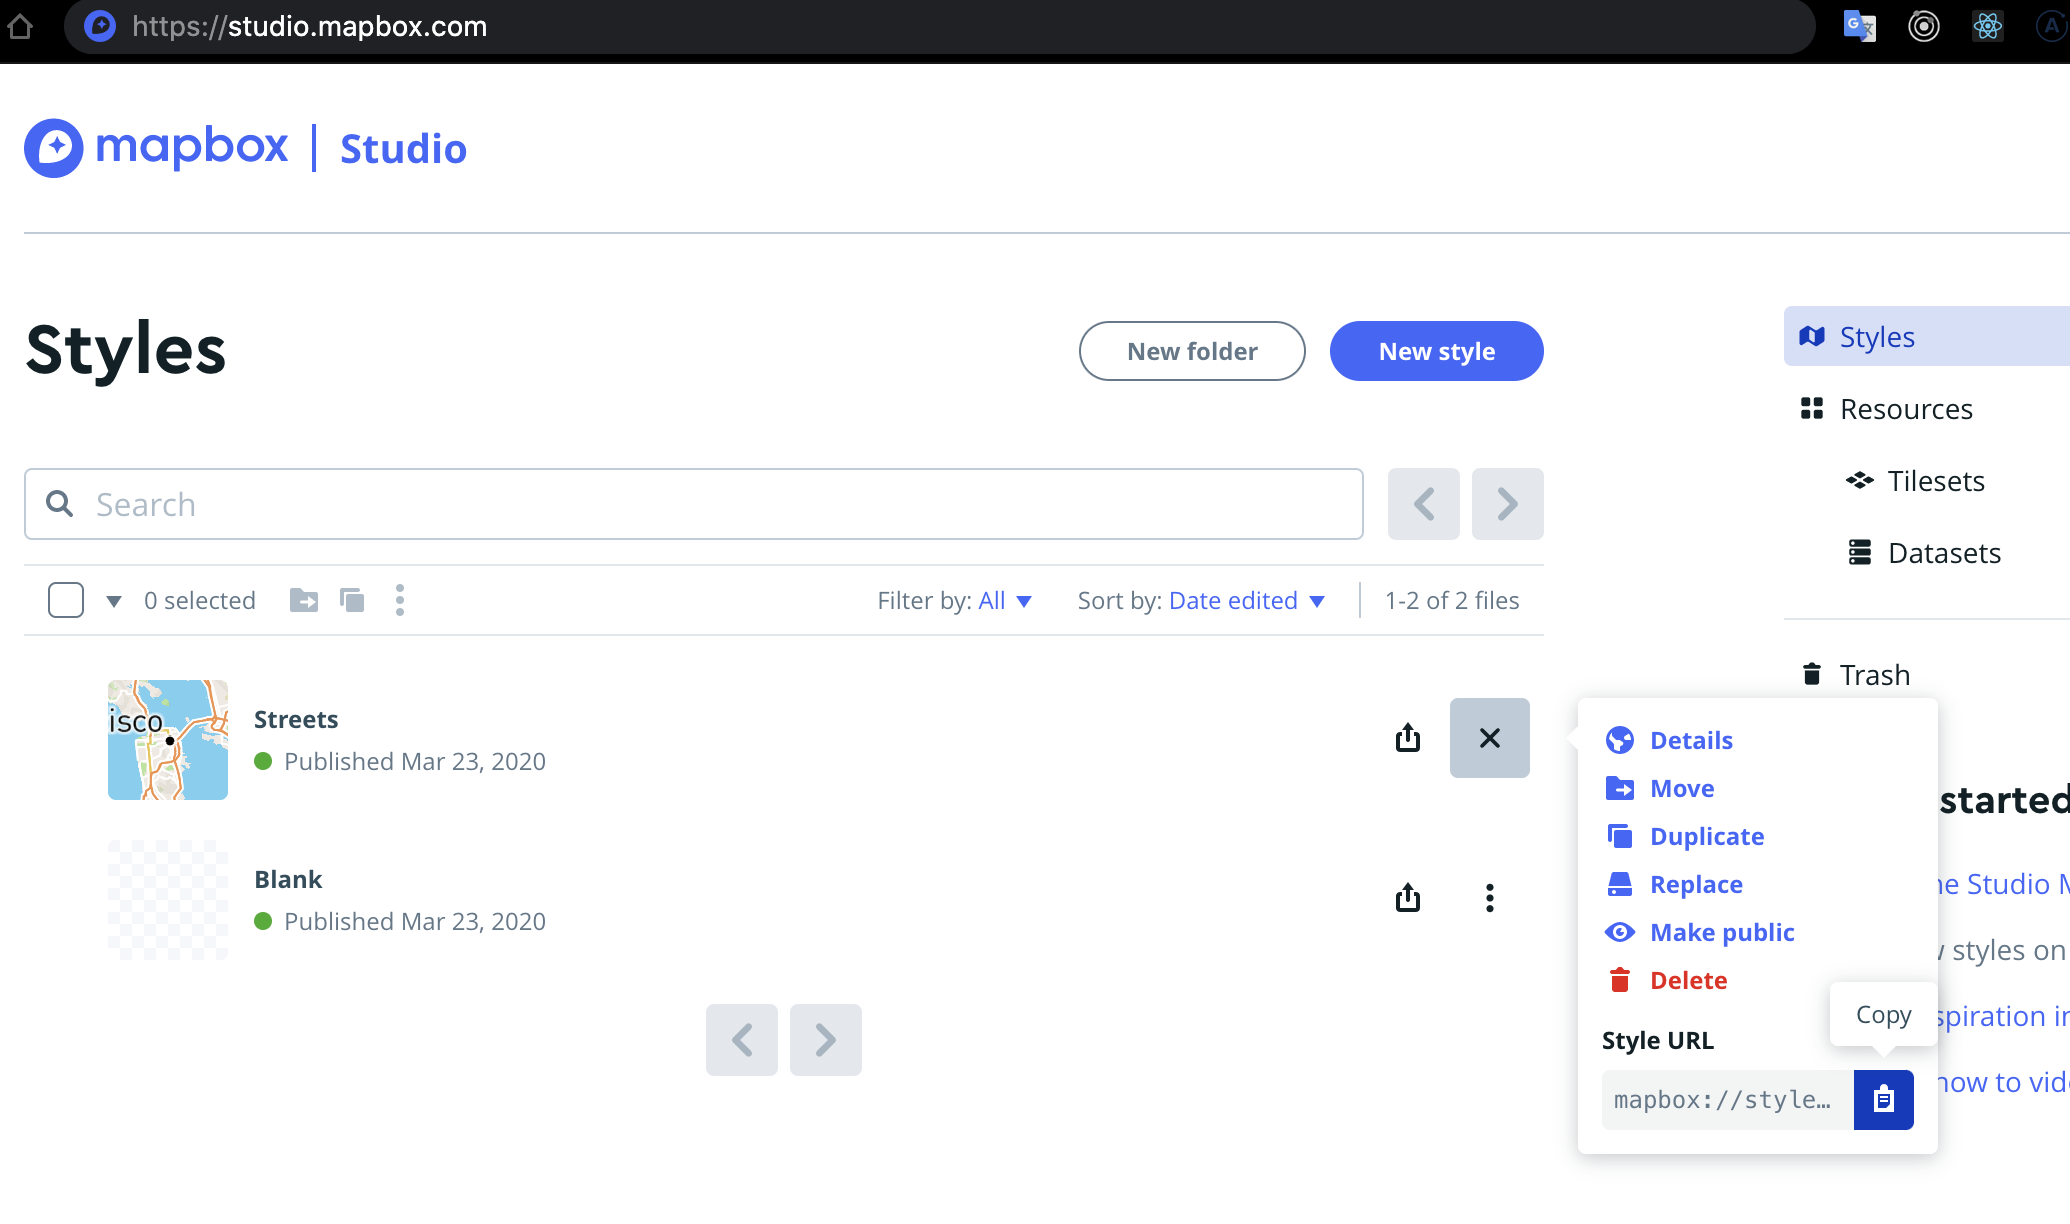 https://studio.mapbox.com
mapbox | Studio
Styles
New folder
New style
Search
0 selected
Filter by: All
Sort by: Date edited
1-2 of 2 files
isco
Streets
Published Mar 23, 2020
Blank
Published Mar 23, 2020
Styles
Resources
Tilesets
Datasets
Trash
Details
Move
Duplicate
Replace
Make public
Delete
Copy
Style URL
mapbox://style…
started
Studio
styles on
spiration
how to